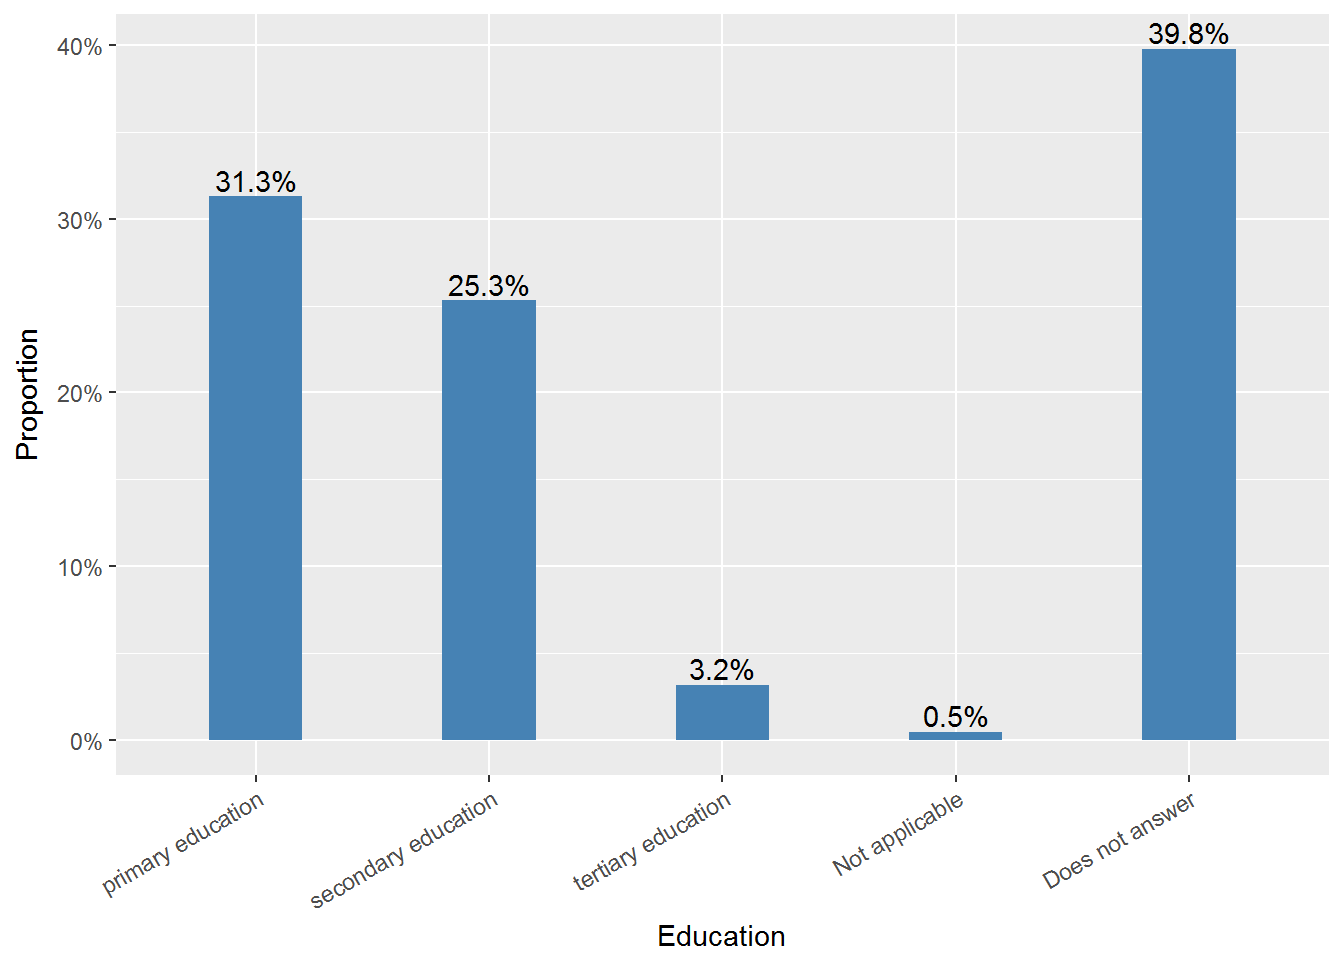 39.8%
40%
31.3%
30%
25.3%
20%
10%
3.2%
0.5%
0%
Proportion
primary education
secondary education
tertiary education
Not applicable
Does not answer
Education